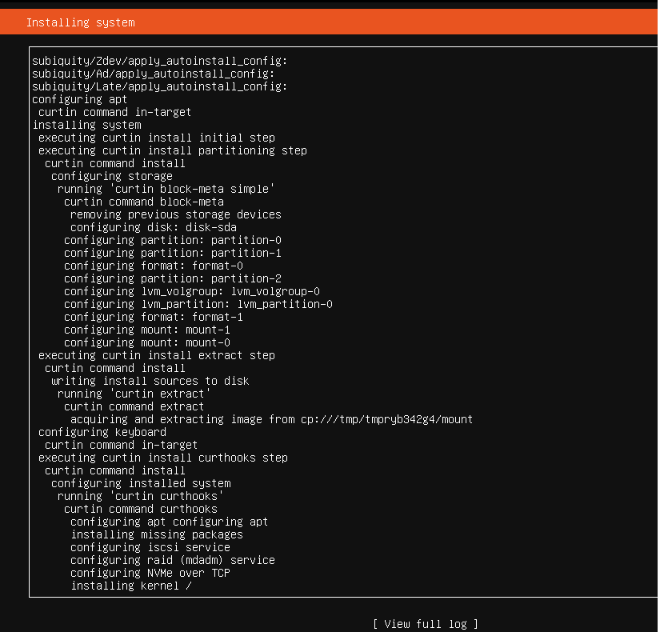 Installing system
subiquity/Zdev/apply_autoinstall_config:
subiquity/Ad/apply_autoinstall_config:
subiquity/Late/apply_autoinstall_config:
configuring apt
curtin command in-target
installing system
executing curtin install initial step
executing curtin install partitioning step
curtin command install
configuring storage
running 'curtin block-meta simple'
curtin command block-meta
removing previous storage devices
configuring disk: disk-sda
configuring partition: partition-0
configuring partition: partition-1
configuring format: format-0
configuring partition: partition-2
configuring lvm_volgroup: lvm_volgroup-0
configuring lvm_partition: lvm_partition-0
configuring format: format-1
configuring mount: mount-1
configuring mount: mount-0
executing curtin install extract step
curtin command install
writing install sources to disk
running 'curtin extract'
curtin command extract
acquiring and extracting image from cp:///tmp/tmpryb342g4/mount
configuring keyboard
curtin command in-target
executing curtin install curthooks step
curtin command install
configuring installed system
running 'curtin curthooks'
curtin command curthooks
configuring apt configuring apt
installing missing packages
configuring iscsi service
configuring raid (mdadm) service
configuring NVMe over TCP
installing kernel /
[ View full log ]